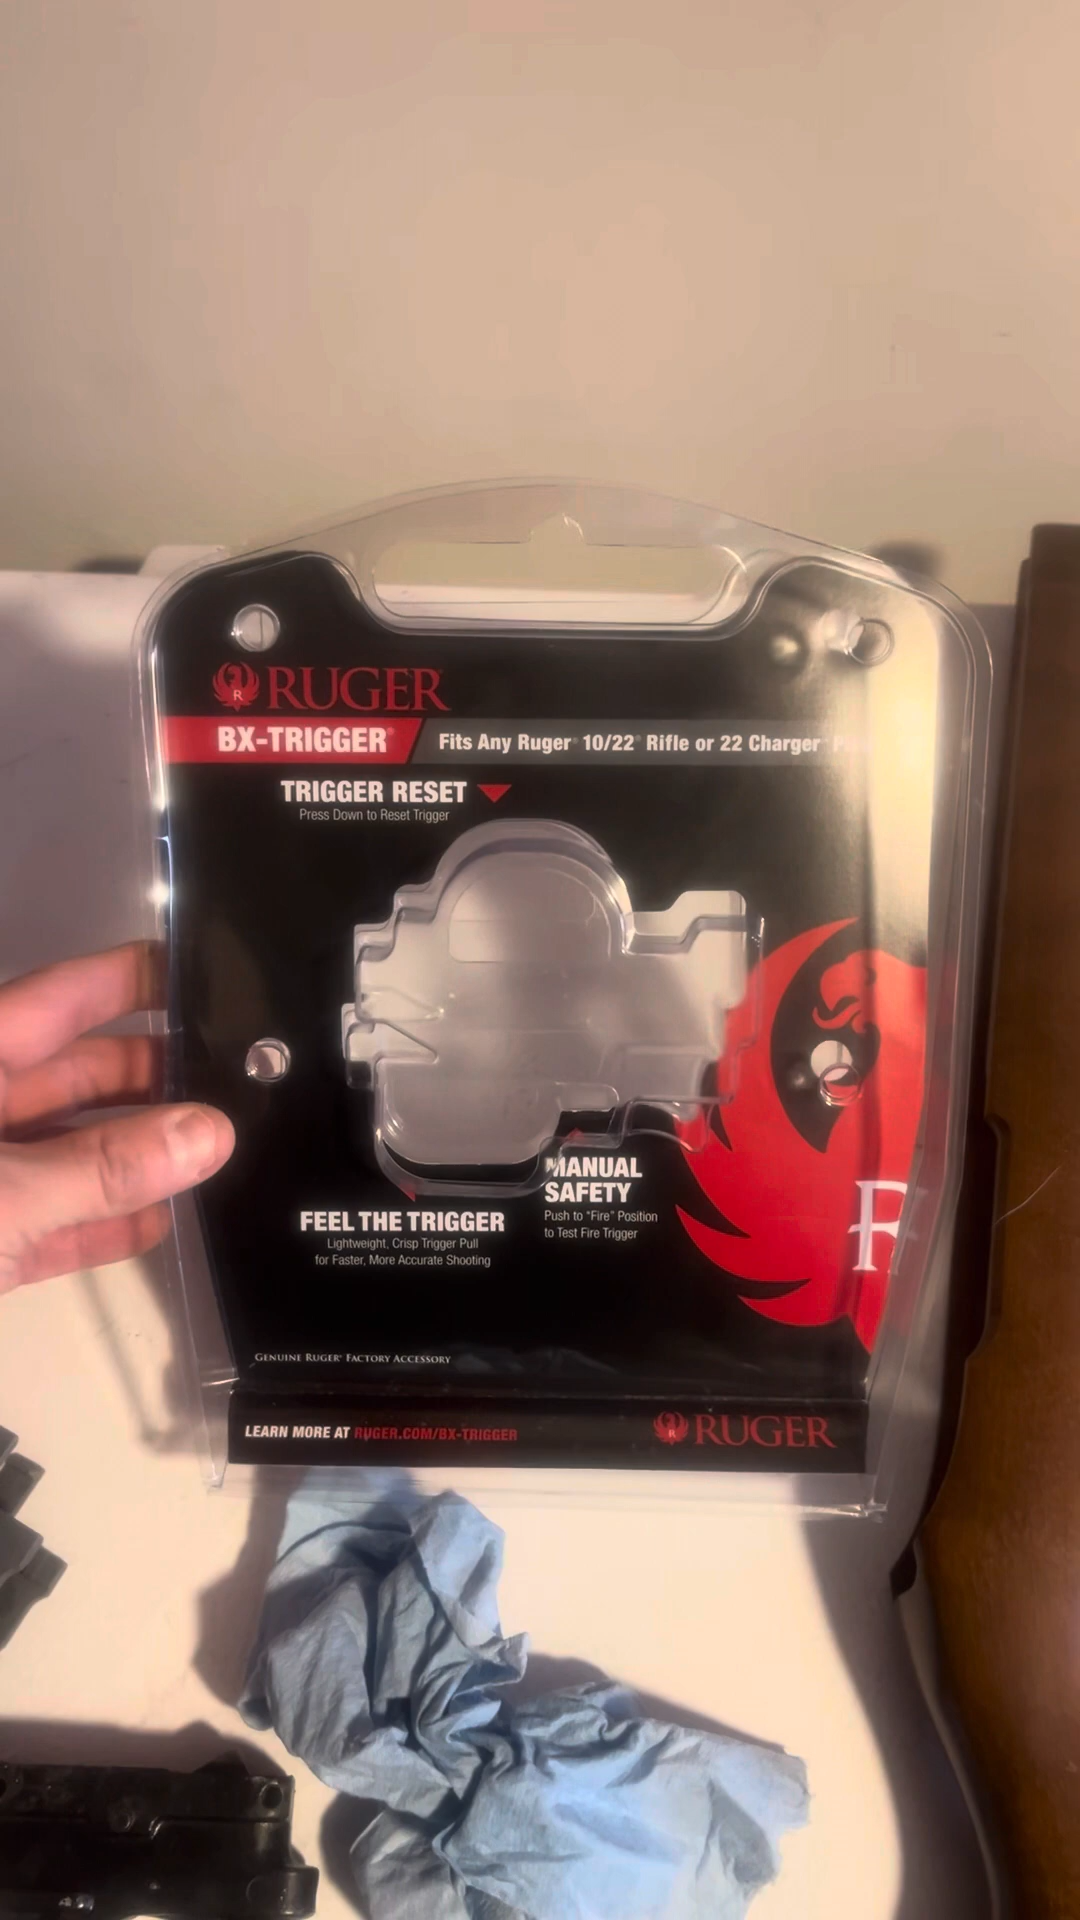 RUGER
BX-TRIGGER® Fits Any Ruger® 10/22® Rifle or 22 Charger™
TRIGGER RESET
Press Down to Reset Trigger
MANUAL
SAFETY
Push to "Fire" Position
to Test Fire Trigger
FEEL THE TRIGGER
Lightweight, Crisp Trigger Pull
for Faster, More Accurate Shooting
R
GENUINE RUGER® FACTORY ACCESSORY
LEARN MORE AT RUGER.COM/BX-TRIGGER RUGER